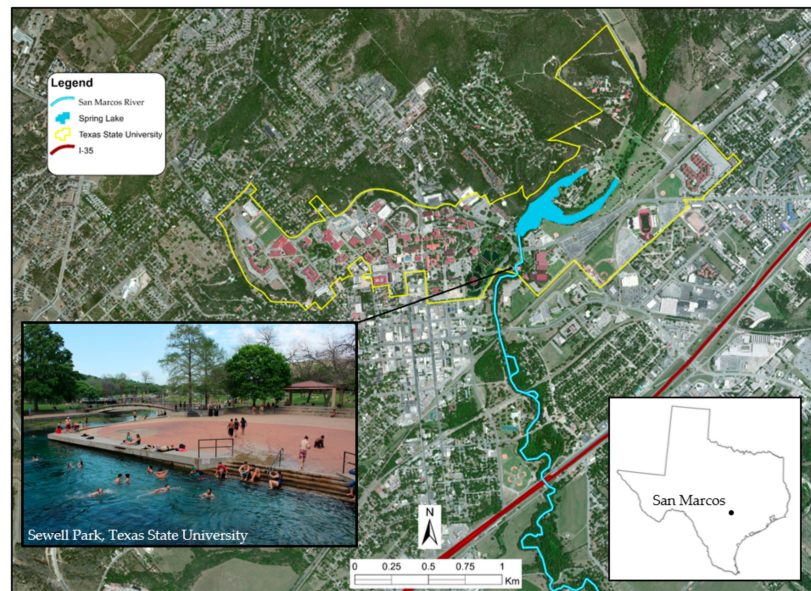 Legend
San Marcos River
Spring Lake
Texas State University
I-35
Sewell Park, Texas State University
N
0 0.25 0.5 0.75 1
Km
San Marcos